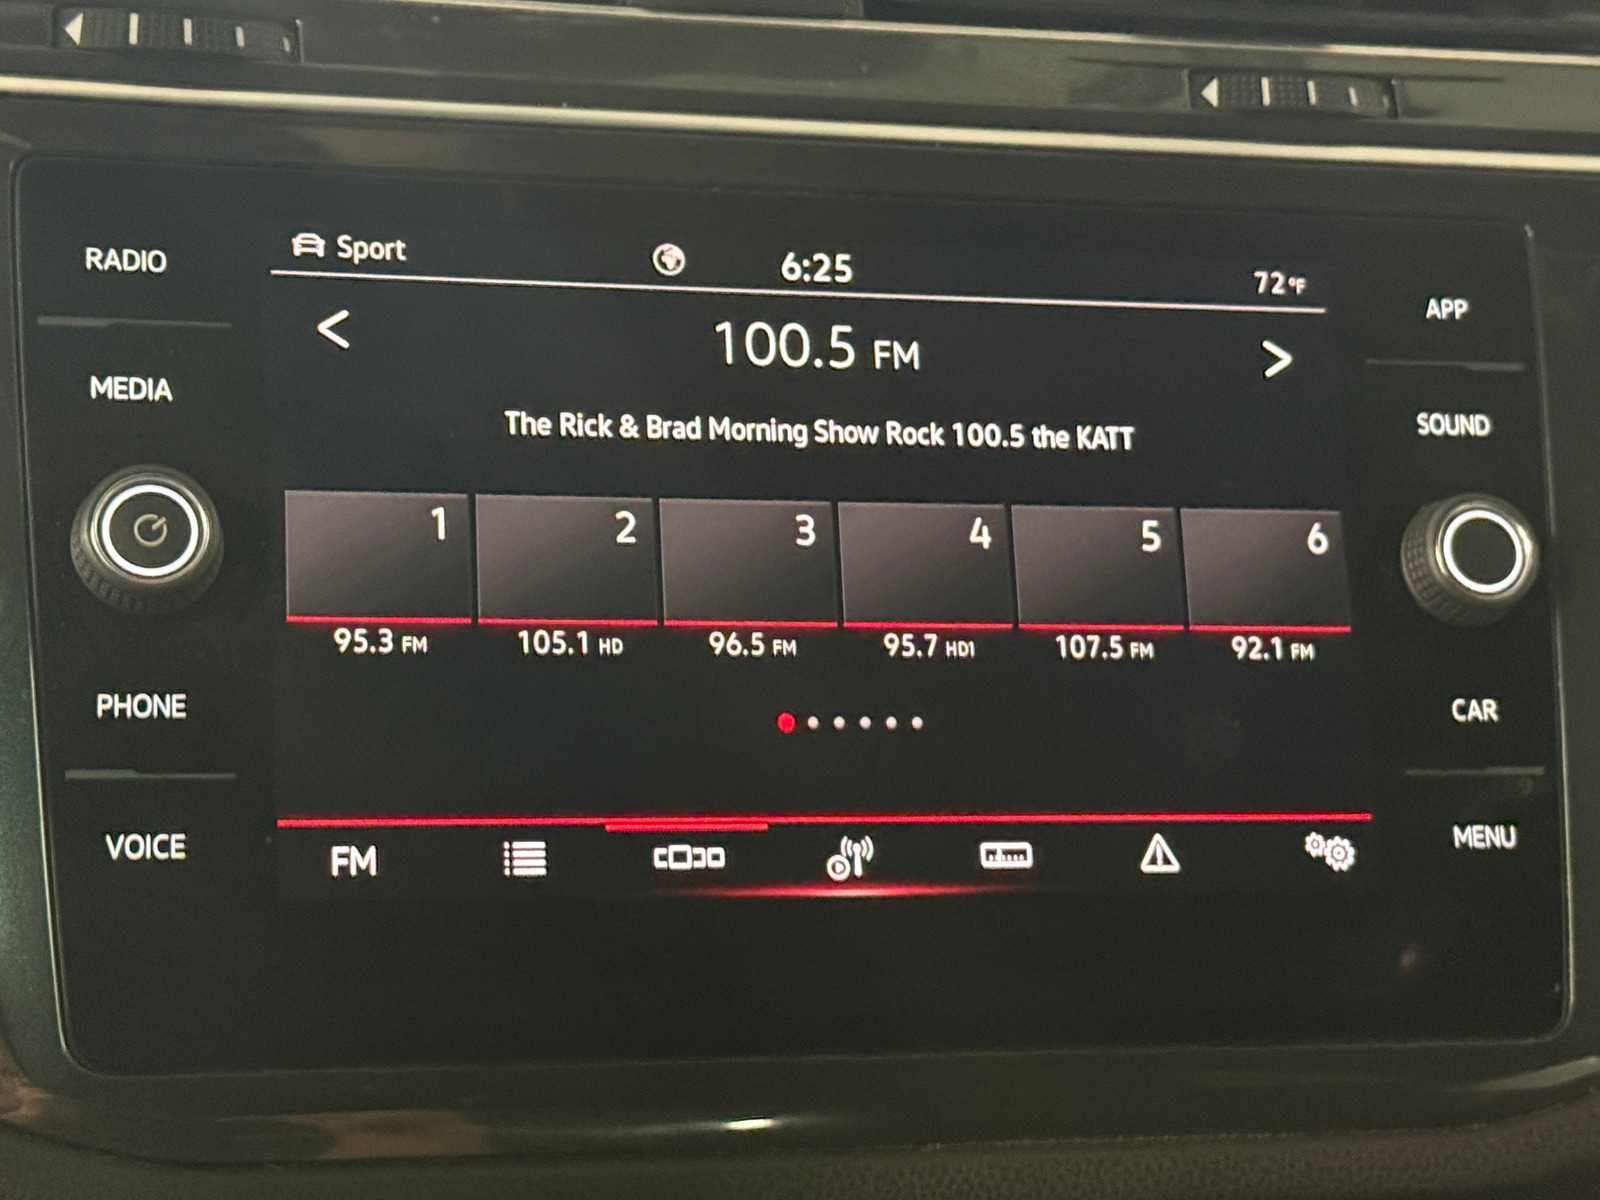 RADIO
MEDIA
PHONE
VOICE
Sport
6:25
72°F
100.5 FM
The Rick & Brad Morning Show Rock 100.5 the KATT
1 2 3 4 5 6
95.3 FM 105.1 HD 96.5 FM 95.7 HD1 107.5 FM 92.1 FM
FM
APP
SOUND
CAR
MENU